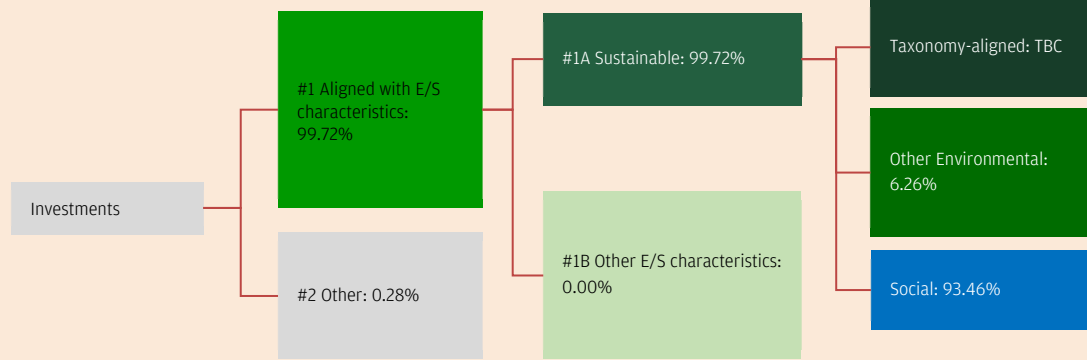 Investments
#1 Aligned with E/S
characteristics:
99.72%
#2 Other: 0.28%
#1A Sustainable: 99.72%
#1B Other E/S characteristics:
0.00%
Taxonomy-aligned: TBC
Other Environmental:
6.26%
Social: 93.46%